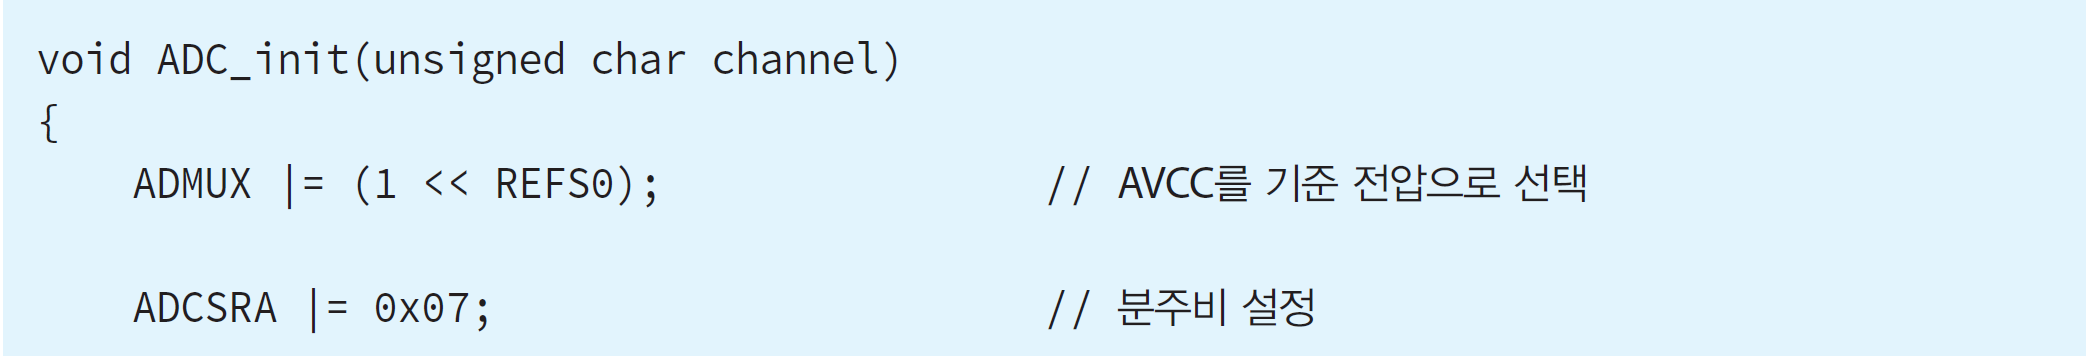 void ADC_init(unsigned char channel)
{
    ADMUX |= (1 << REFS0);                // AVCC를 기준 전압으로 선택
    ADCSRA |= 0x07;                       // 분주비 설정